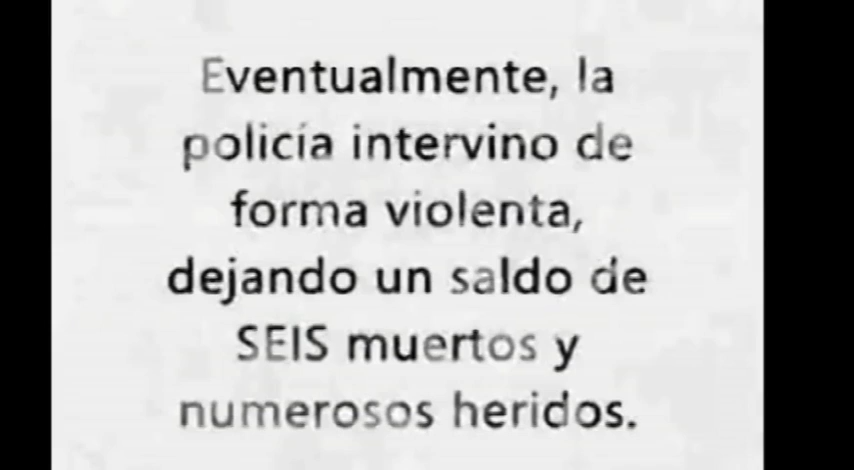 Eventualmente, la
policía intervino de
forma violenta,
dejando un saldo de
SEIS muertos y
numerosos heridos.